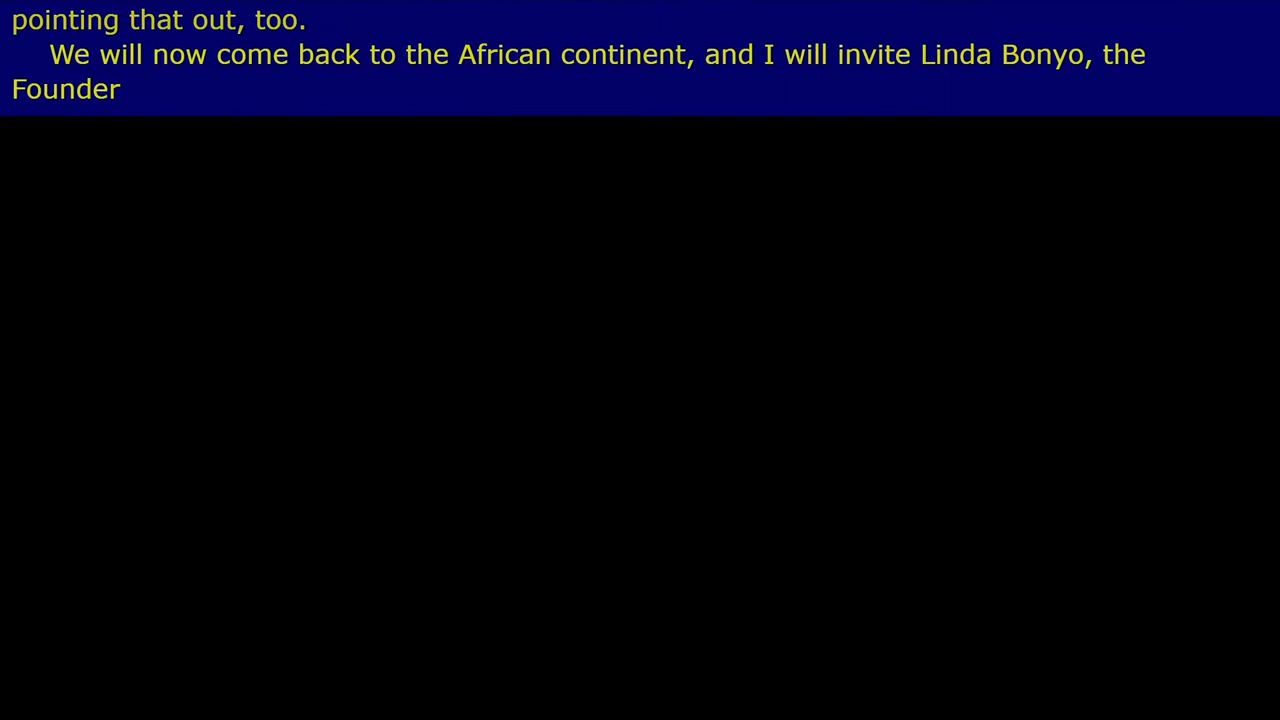 pointing that out, too.
We will now come back to the African continent, and I will invite Linda Bonyo, the
Founder